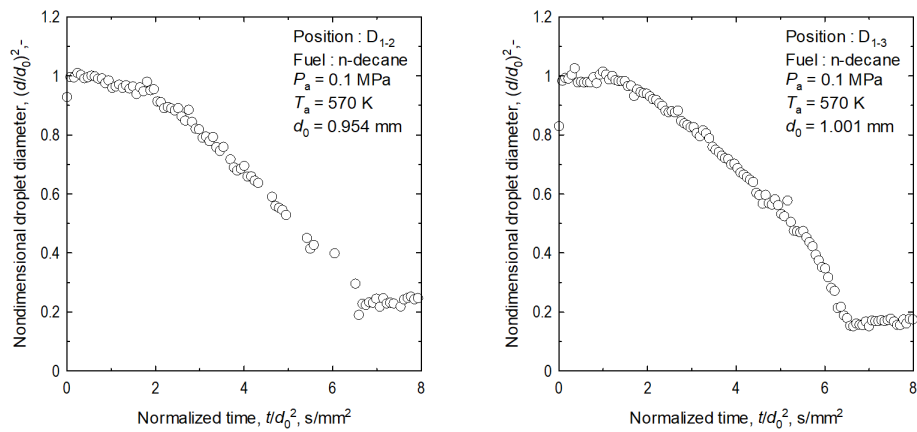 1.2
1
0.8
0.6
0.4
0.2
0
0
2
4
6
8
Nondimensional droplet diameter, (d/d₀)²,-
Normalized time, t/d₀², s/mm²
Position : D₁₋₂
Fuel : n-decane
Pₐ = 0.1 MPa
Tₐ = 570 K
d₀ = 0.954 mm
1.2
1
0.8
0.6
0.4
0.2
0
0
2
4
6
8
Nondimensional droplet diameter, (d/d₀)²,-
Normalized time, t/d₀², s/mm²
Position : D₁₋₃
Fuel : n-decane
Pₐ = 0.1 MPa
Tₐ = 570 K
d₀ = 1.001 mm